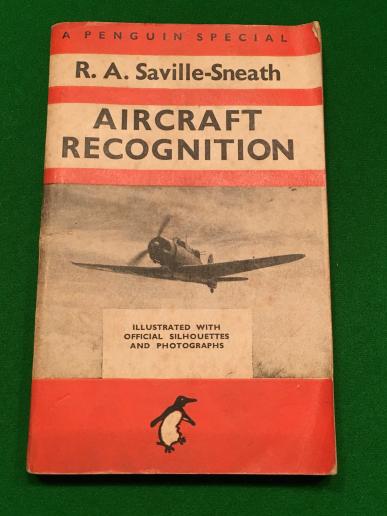 A PENGUIN SPECIAL
R. A. Saville-Sneath
AIRCRAFT
RECOGNITION
ILLUSTRATED WITH
OFFICIAL SILHOUETTES
AND PHOTOGRAPHS